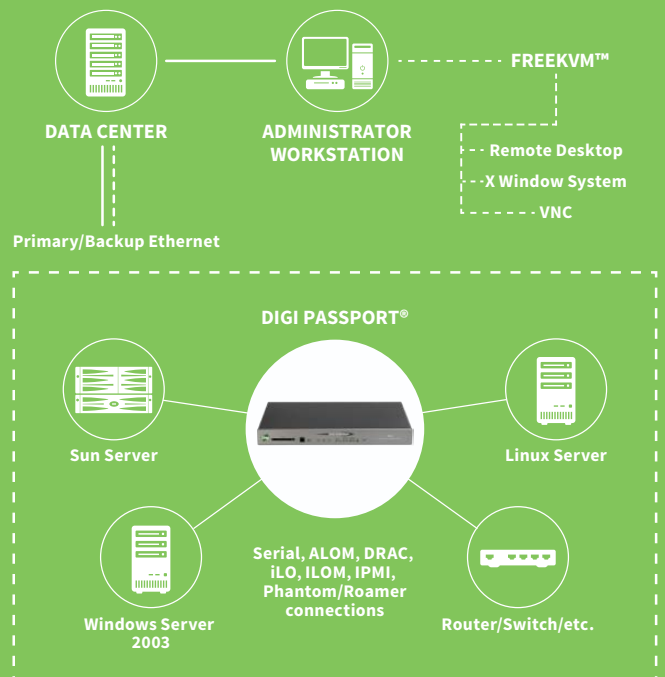 DATA CENTER
ADMINISTRATOR
WORKSTATION
FREEKVM™
Remote Desktop
X Window System
VNC
Primary/Backup Ethernet
DIGI PASSPORT®
Sun Server
Linux Server
Serial, ALOM, DRAC,
iLO, ILOM, IPMI,
Phantom/Roamer
connections
Windows Server
2003
Router/Switch/etc.